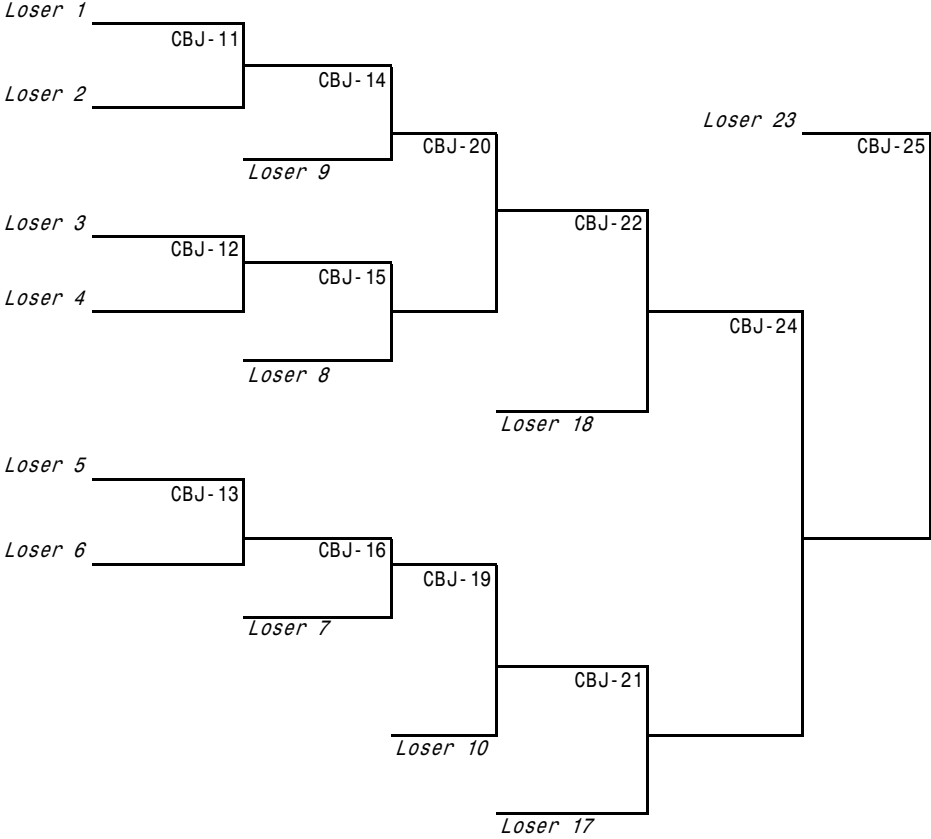 Loser 1
CBJ-11
CBJ-14
Loser 2
Loser 23
CBJ-20
CBJ-25
Loser 9
Loser 3
CBJ-22
CBJ-12
CBJ-15
Loser 4
CBJ-24
Loser 8
Loser 18
Loser 5
CBJ-13
Loser 6
CBJ-16
CBJ-19
Loser 7
CBJ-21
Loser 10
Loser 17